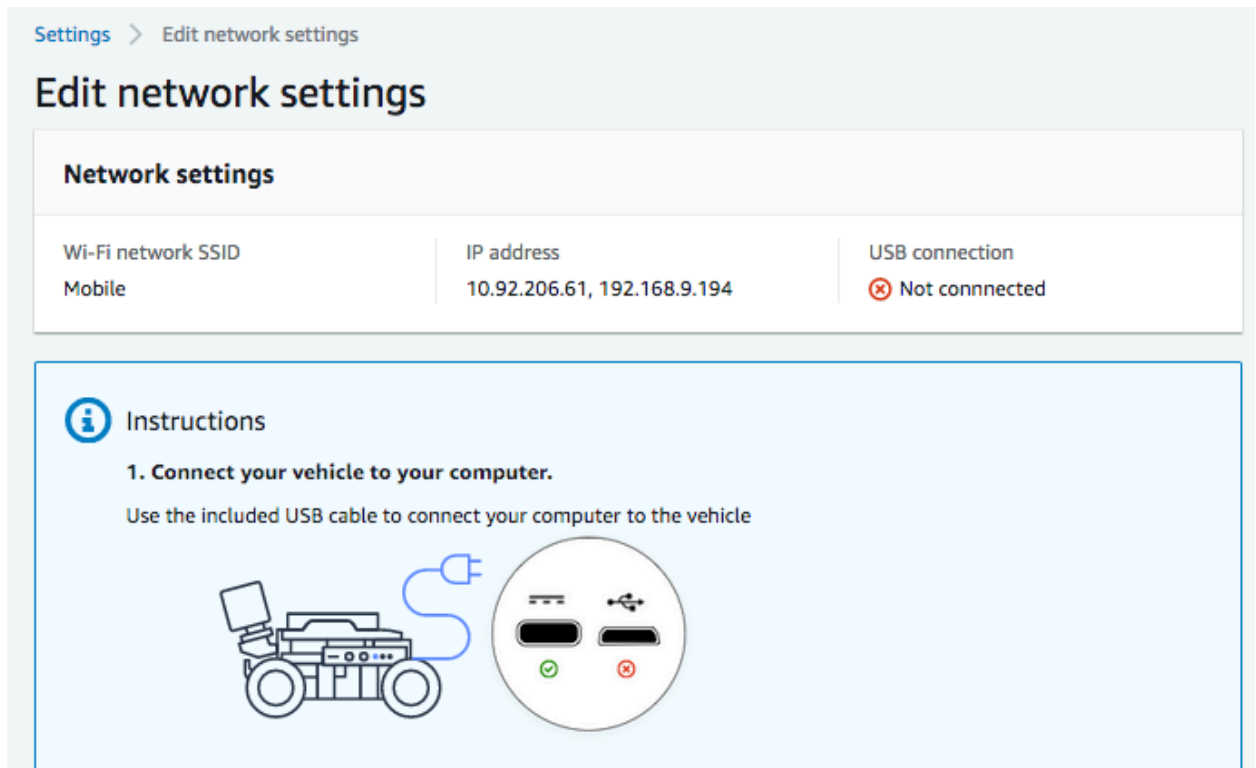 Settings > Edit network settings
Edit network settings
Network settings
Wi-Fi network SSID
IP address
USB connection
Mobile
10.92.206.61, 192.168.9.194
Not connnected
Instructions
1. Connect your vehicle to your computer.
Use the included USB cable to connect your computer to the vehicle